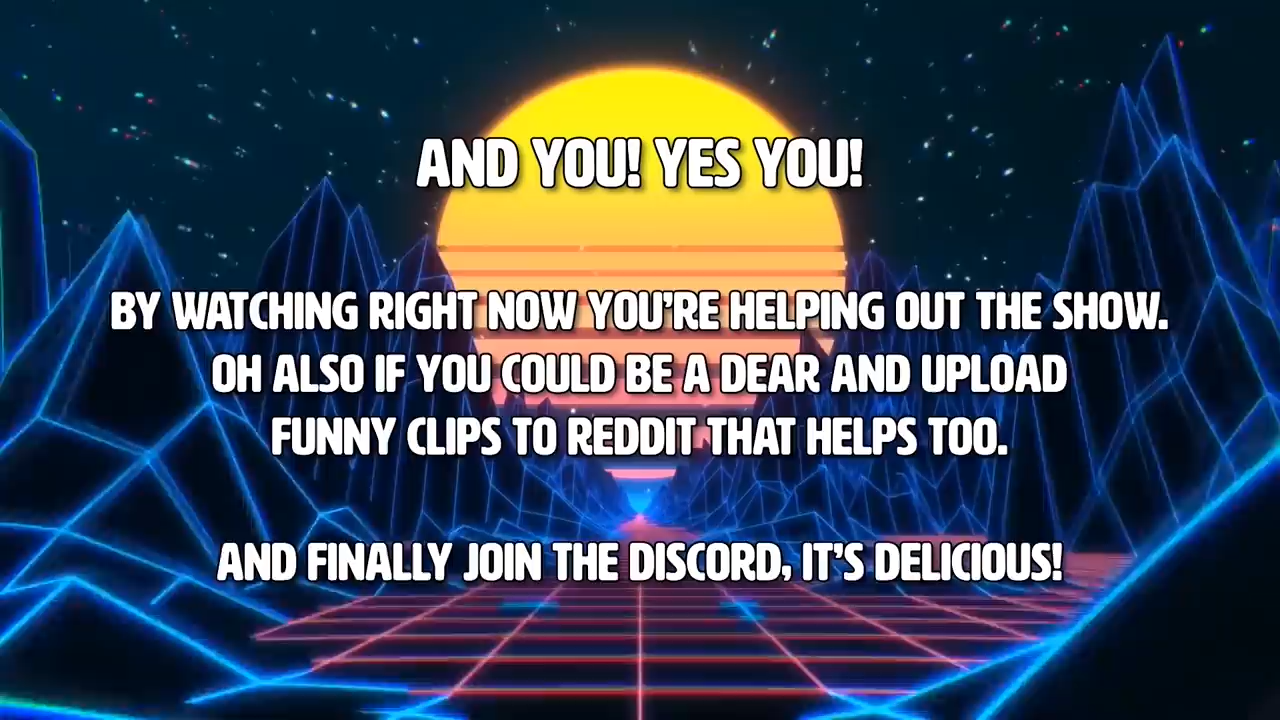 AND YOU! YES YOU!
BY WATCHING RIGHT NOW YOU'RE HELPING OUT THE SHOW.
OH ALSO IF YOU COULD BE A DEAR AND UPLOAD
FUNNY CLIPS TO REDDIT THAT HELPS TOO.
AND FINALLY JOIN THE DISCORD, IT'S DELICIOUS!